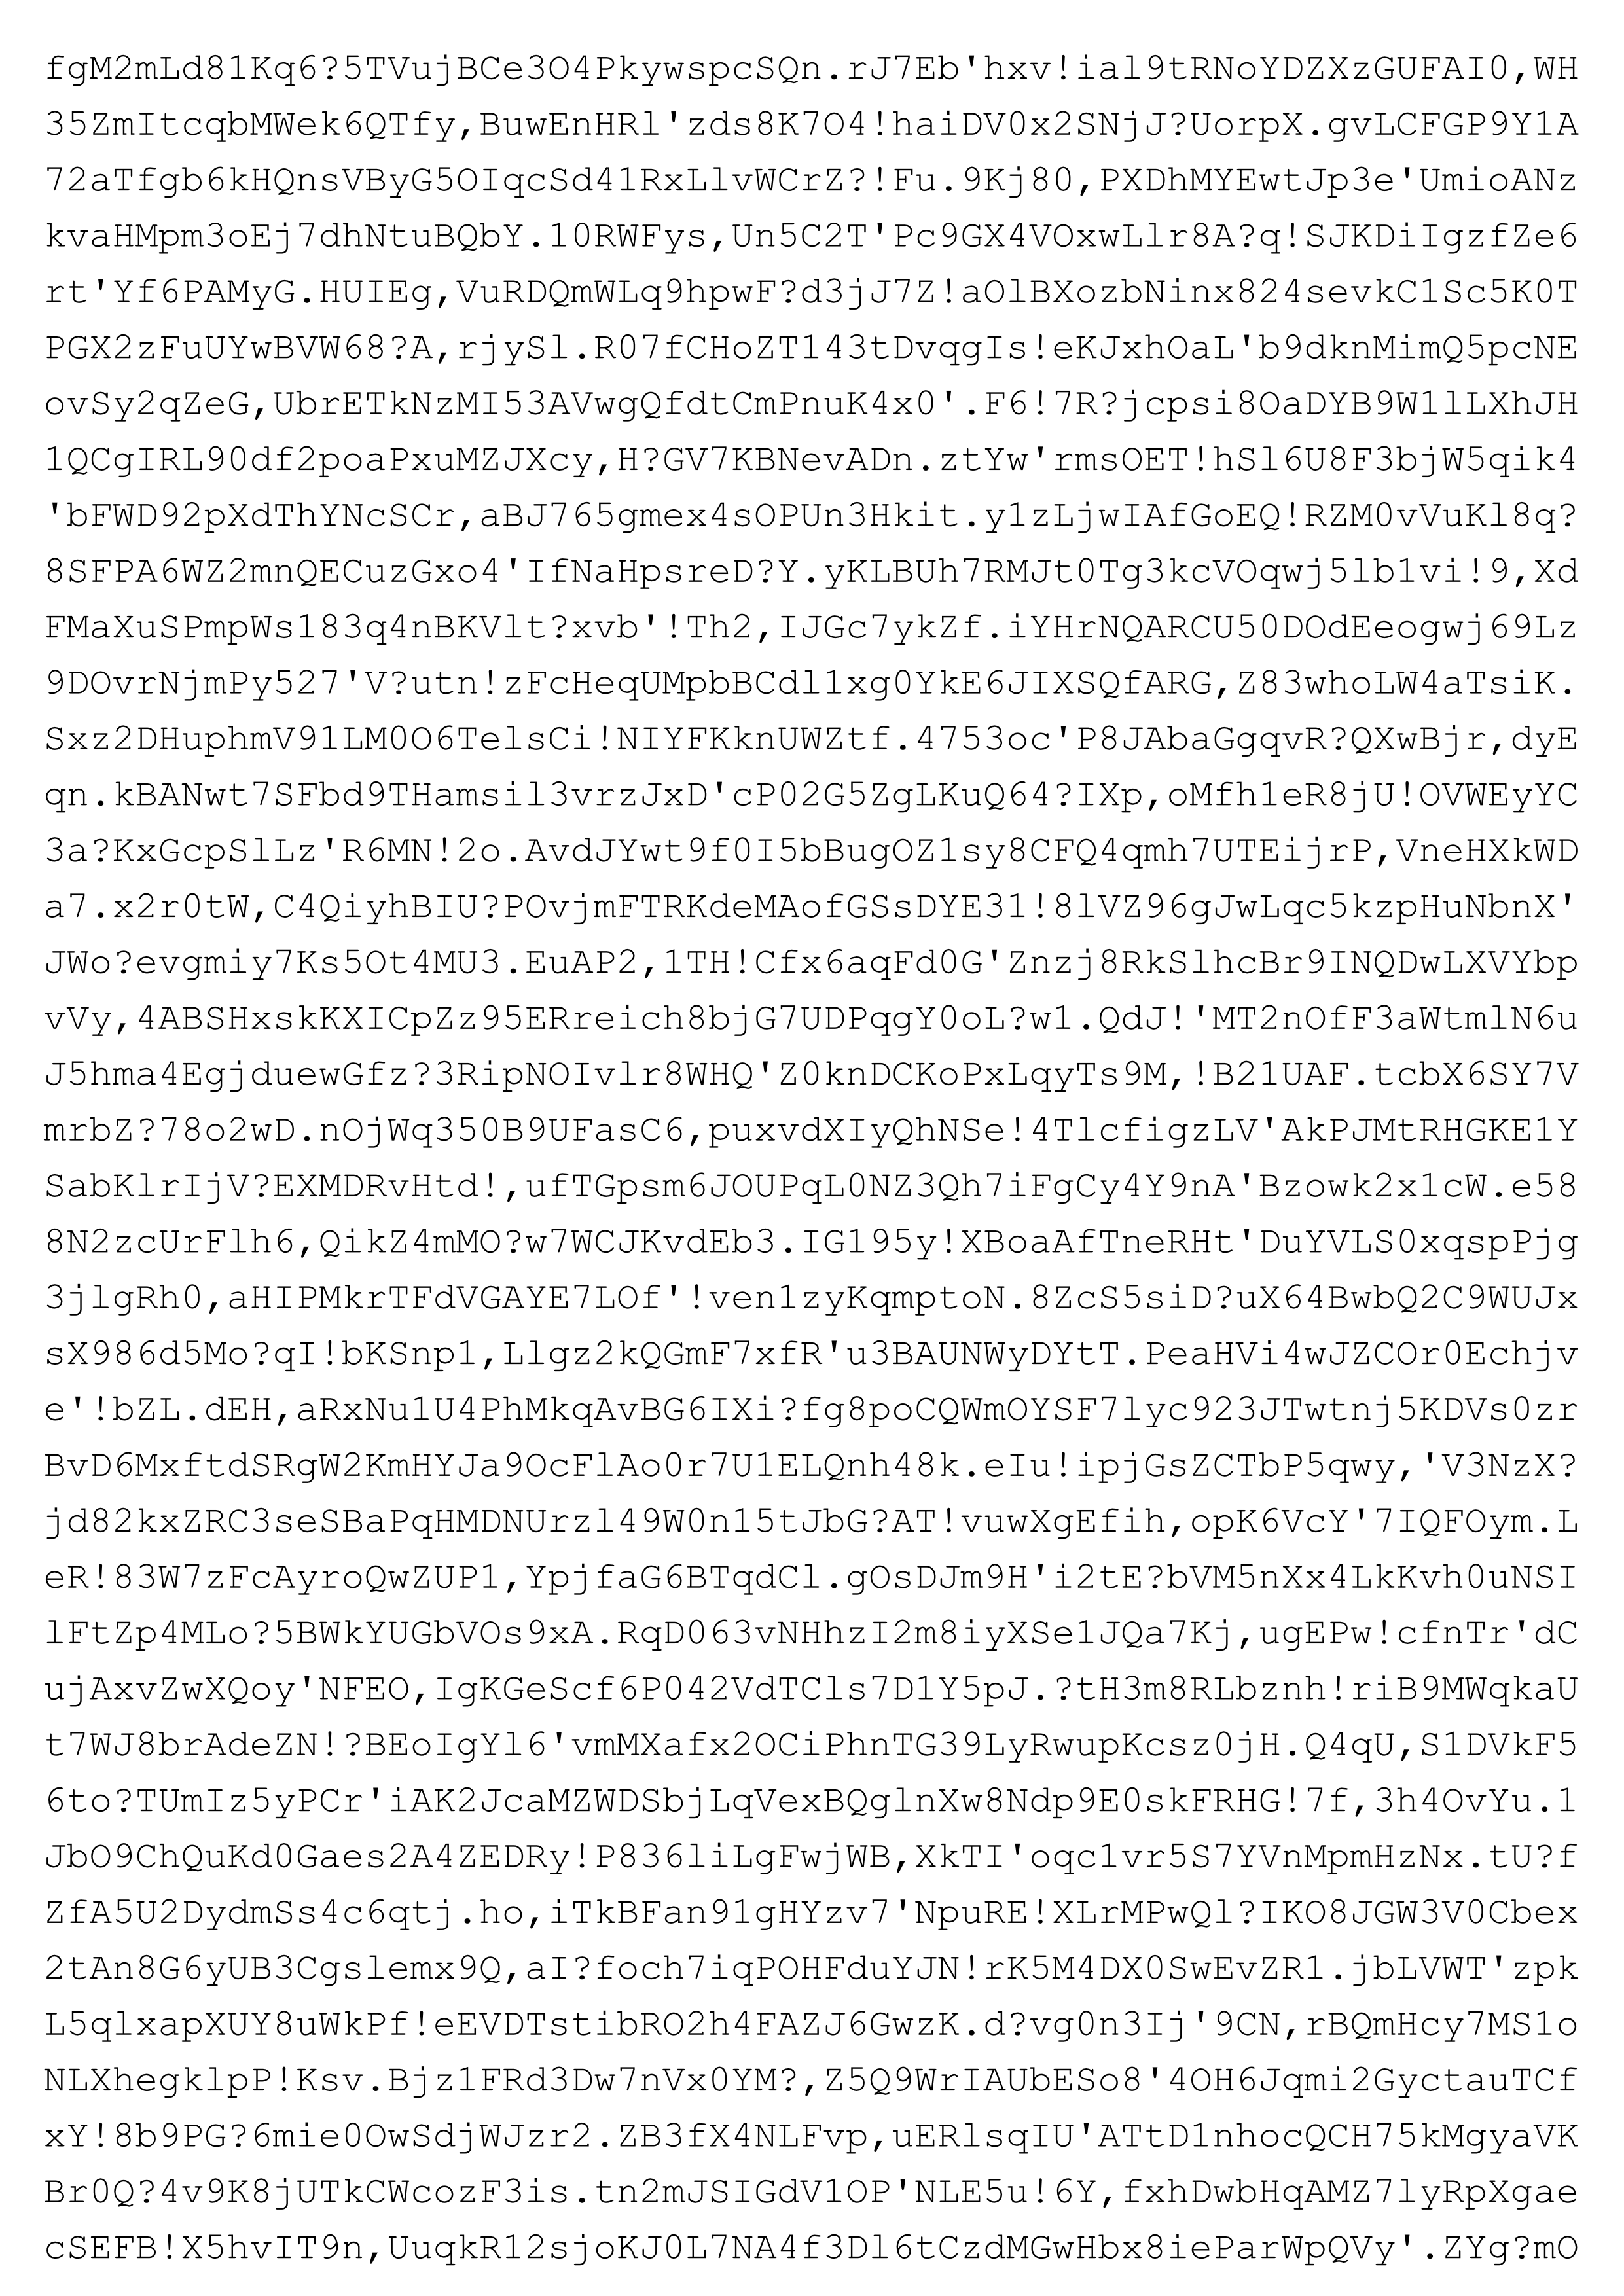 fgM2mLd81Kq6?5TVujBCe3O4PkywspcSQn.rJ7Eb'hxv!ial9tRNoYDZXzGUFAI0,WH
35ZmItcqbMWek6QTfy,BuwEnHRl'zds8K7O4!haiDV0x2SNjJ?UorpX.gvLCFGP9Y1A
72aTfgb6kHQnsVByG5OIqcSd41RxLlvWCrZ?!Fu.9Kj80,PXDhMYEwtJp3e'UmioANz
kvaHMpm3oEj7dhNtuBQbY.10RWFys,Un5C2T'Pc9GX4VOxwLlr8A?q!SJKDiIgzfZe6
rt'Yf6PAMyG.HUIEg,VuRDQmWLq9hpwF?d3jJ7Z!aOlBXozbNinx824sevkC1Sc5K0T
PGX2zFuUYwBVW68?A,rjySl.R07fCHoZT143tDvqgIs!eKJxhOaL'b9dknMimQ5pcNE
ovSy2qZeG,UbrETkNzMI53AVwgQfdtCmPnuK4x0'.F6!7R?jcpsi8OaDYB9W1lLXhJH
1QCgIRL90df2poaPxuMZJXcy,H?GV7KBNevADn.ztYw'rmsOET!hSl6U8F3bjW5qik4
'bFWD92pXdThYNcSCr,aBJ765gmex4sOPUn3Hkit.y1zLjwIAfGoEQ!RZM0vVuKl8q?
8SFPA6WZ2mnQECuzGxo4'IfNaHpsreD?Y.yKLBUh7RMJt0Tg3kcVOqwj5lb1vi!9,Xd
FMaXuSPmpWs183q4nBKVlt?xvb'!Th2,IJGc7ykZf.iYHrNQARCU50DOdEeogwj69Lz
9DOvrNjmPy527'V?utn!zFcHeqUMpbBCdl1xg0YkE6JIXSQfARG,Z83whoLW4aTsiK.
Sxz2DHuphmV91LM0O6TelsCi!NIYFKknUWZtf.4753oc'P8JAbaGgqvR?QXwBjr,dyE
qn.kBANwt7SFbd9THamsil3vrzJxD'cP02G5ZgLKuQ64?IXp,oMfh1eR8jU!OVWEyYC
3a?KxGcpSlLz'R6MN!2o.AvdJYwt9f0I5bBugOZ1sy8CFQ4qmh7UTEijrP,VneHXkWD
a7.x2r0tW,C4QiyhBIU?POvjmFTRKdeMAofGSsDYE31!8lVZ96gJwLqc5kzpHuNbnX'
JWo?evgmiy7Ks5Ot4MU3.EuAP2,1TH!Cfx6aqFd0G'Znzj8RkSlhcBr9INQDwLXVYbp
vVy,4ABSHxskKXICpZz95ERreich8bjG7UDPqgY0oL?w1.QdJ!'MT2nOfF3aWtmlN6u
J5hma4EgjduewGfz?3RipNOIvlr8WHQ'Z0knDCKoPxLqyTs9M,!B21UAF.tcbX6SY7V
mrbZ?78o2wD.nOjWq350B9UFasC6,puxvdXIyQhNSe!4TlcfigzLV'AkPJMtRHGKE1Y
SabKlrIjV?EXMDRvHtd!,ufTGpsm6JOUPqL0NZ3Qh7iFgCy4Y9nA'Bzowk2x1cW.e58
8N2zcUrFlh6,QikZ4mMO?w7WCJKvdEb3.IG195y!XBoaAfTneRHt'DuYVLS0xqspPjg
3jlgRh0,aHIPMkrTFdVGAYE7LOf'!ven1zyKqmptoN.8ZcS5siD?uX64BwbQ2C9WUJx
sX986d5Mo?qI!bKSnp1,Llgz2kQGmF7xfR'u3BAUNWyDYtT.PeaHVi4wJZCOr0Echjv
e'!bZL.dEH,aRxNu1U4PhMkqAvBG6IXi?fg8poCQWmOYSF7lyc923JTwtnj5KDVs0zr
BvD6MxftdSRgW2KmHYJa9OcFlAo0r7U1ELQnh48k.eIu!ipjGsZCTbP5qwy,'V3NzX?
jd82kxZRC3seSBaPqHMDNUrzl49W0n15tJbG?AT!vuwXgEfih,opK6VcY'7IQFOym.L
eR!83W7zFcAyroQwZUP1,YpjfaG6BTqdCl.gOsDJm9H'i2tE?bVM5nXx4LkKvh0uNSI
lFtZp4MLo?5BWkYUGbVOs9xA.RqD063vNHhzI2m8iyXSe1JQa7Kj,ugEPw!cfnTr'dC
ujAxvZwXQoy'NFEO,IgKGeScf6P042VdTCls7D1Y5pJ.?tH3m8RLbznh!riB9MWqkaU
t7WJ8brAdeZN!?BEoIgYl6'vmMXafx2OCiPhnTG39LyRwupKcsz0jH.Q4qU,S1DVkF5
6to?TUmIz5yPCr'iAK2JcaMZWDSbjLqVexBQglnXw8Ndp9E0skFRHG!7f,3h4OvYu.1
JbO9ChQuKd0Gaes2A4ZEDRy!P836liLgFwjWB,XkTI'oqc1vr5S7YVnMpmHzNx.tU?f
ZfA5U2DydmSs4c6qtj.ho,iTkBFan91gHYzv7'NpuRE!XLrMPwQl?IKO8JGW3V0Cbex
2tAn8G6yUB3Cgslemx9Q,aI?foch7iqPOHFduYJN!rK5M4DX0SwEvZR1.jbLVWT'zpk
L5qlxapXUY8uWkPf!eEVDTstibRO2h4FAZJ6GwzK.d?vg0n3Ij'9CN,rBQmHcy7MS1o
NLXhegklpP!Ksv.Bjz1FRd3Dw7nVx0YM?,Z5Q9WrIAUbESo8'4OH6Jqmi2GyctauTCf
xY!8b9PG?6mie0OwSdjWJzr2.ZB3fX4NLFvp,uERlsqIU'ATtD1nhocQCH75kMgyaVK
Br0Q?4v9K8jUTkCWcozF3is.tn2mJSIGdV1OP'NLE5u!6Y,fxhDwbHqAMZ7lyRpXgae
cSEFB!X5hvIT9n,UuqkR12sjoKJ0L7NA4f3Dl6tCzdMGwHbx8ieParWpQVy'.ZYg?mO